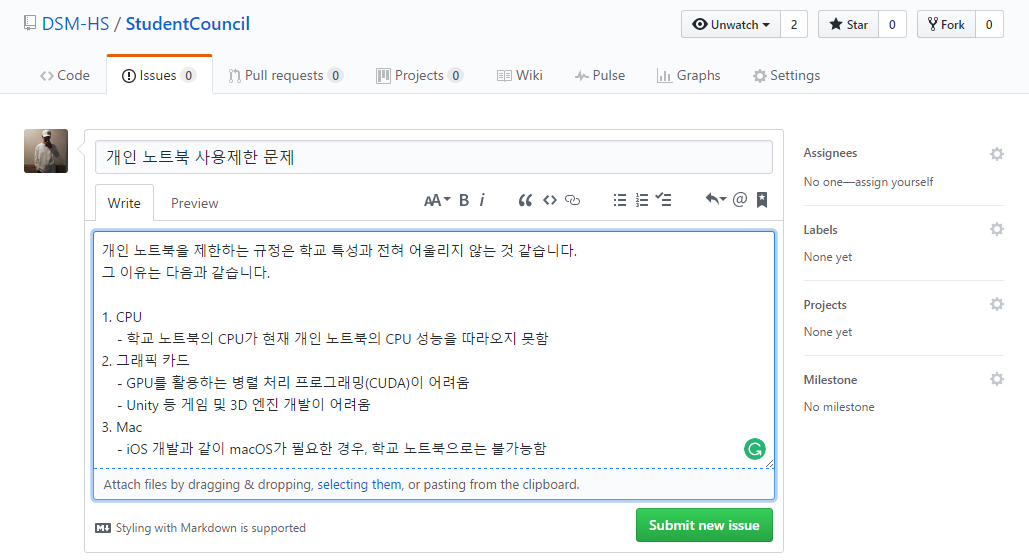 DSM-HS / StudentCouncil
Unwatch 2
Star 0
Fork 0
Code
Issues 0
Pull requests 0
Projects 0
Wiki
Pulse
Graphs
Settings
개인 노트북 사용제한 문제
Write
Preview
AA B i
개인 노트북을 제한하는 규정은 학교 특성과 전혀 어울리지 않는 것 같습니다.
그 이유는 다음과 같습니다.
1. CPU
- 학교 노트북의 CPU가 현재 개인 노트북의 CPU 성능을 따라오지 못함
2. 그래픽 카드
- GPU를 활용하는 병렬 처리 프로그래밍(CUDA)이 어려움
- Unity 등 게임 및 3D 엔진 개발이 어려움
3. Mac
- iOS 개발과 같이 macOS가 필요한 경우, 학교 노트북으로는 불가능함
Attach files by dragging & dropping, selecting them, or pasting from the clipboard.
Styling with Markdown is supported
Submit new issue
Assignees
No one—assign yourself
Labels
None yet
Projects
None yet
Milestone
No milestone